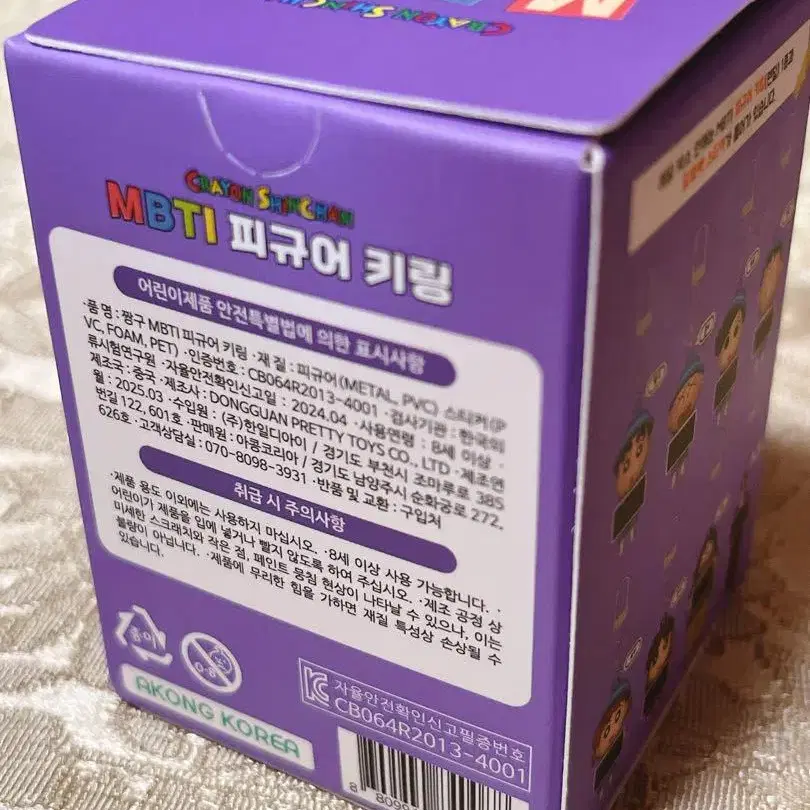 CRAYON SHINCHAN
M
CRAYON SHINCHAN
MBTI 피규어 키링
어린이제품 안전특별법에 의한 표시사항
·품 명 : 짱구 MBTI 피규어 키링 · 재 질 : 피규어(METAL, PVC) 스티커(P
VC, FOAM, PET) · 인증번호 : CB064R2013-4001 · 검사기관 : 한국의
류시험연구원 · 자율안전확인신고일 : 2024.04 · 사용연령 : 8세 이상 ·
제조국 : 중국 · 제조사 : DONGGUAN PRETTY TOYS CO., LTD · 제조연
월 : 2025.03 · 수입원 : (주)한일디아이 / 경기도 부천시 조마루로 385
번길 122, 601호 · 판매원 : 아콩코리아 / 경기도 남양주시 순화궁로 272,
626호 · 고객상담실 : 070-8098-3931 · 반품 및 교환 : 구입처
취급 시 주의사항
·제품 용도 이외에는 사용하지 마십시오. ·8세 이상 사용 가능합니다. ·
어린이가 제품을 입에 넣거나 빨지 않도록 하여 주십시오. ·제조 공정 상
미세한 스크래치와 작은 점, 페인트 뭉침 현상이 나타날 수 있으나, 이는
불량이 아닙니다. ·제품에 무리한 힘을 가하면 재질 특성상 손상될 수
있습니다.
종이
0-8
AKONG KOREA
자율안전확인신고필증번호
CB064R2013-4001